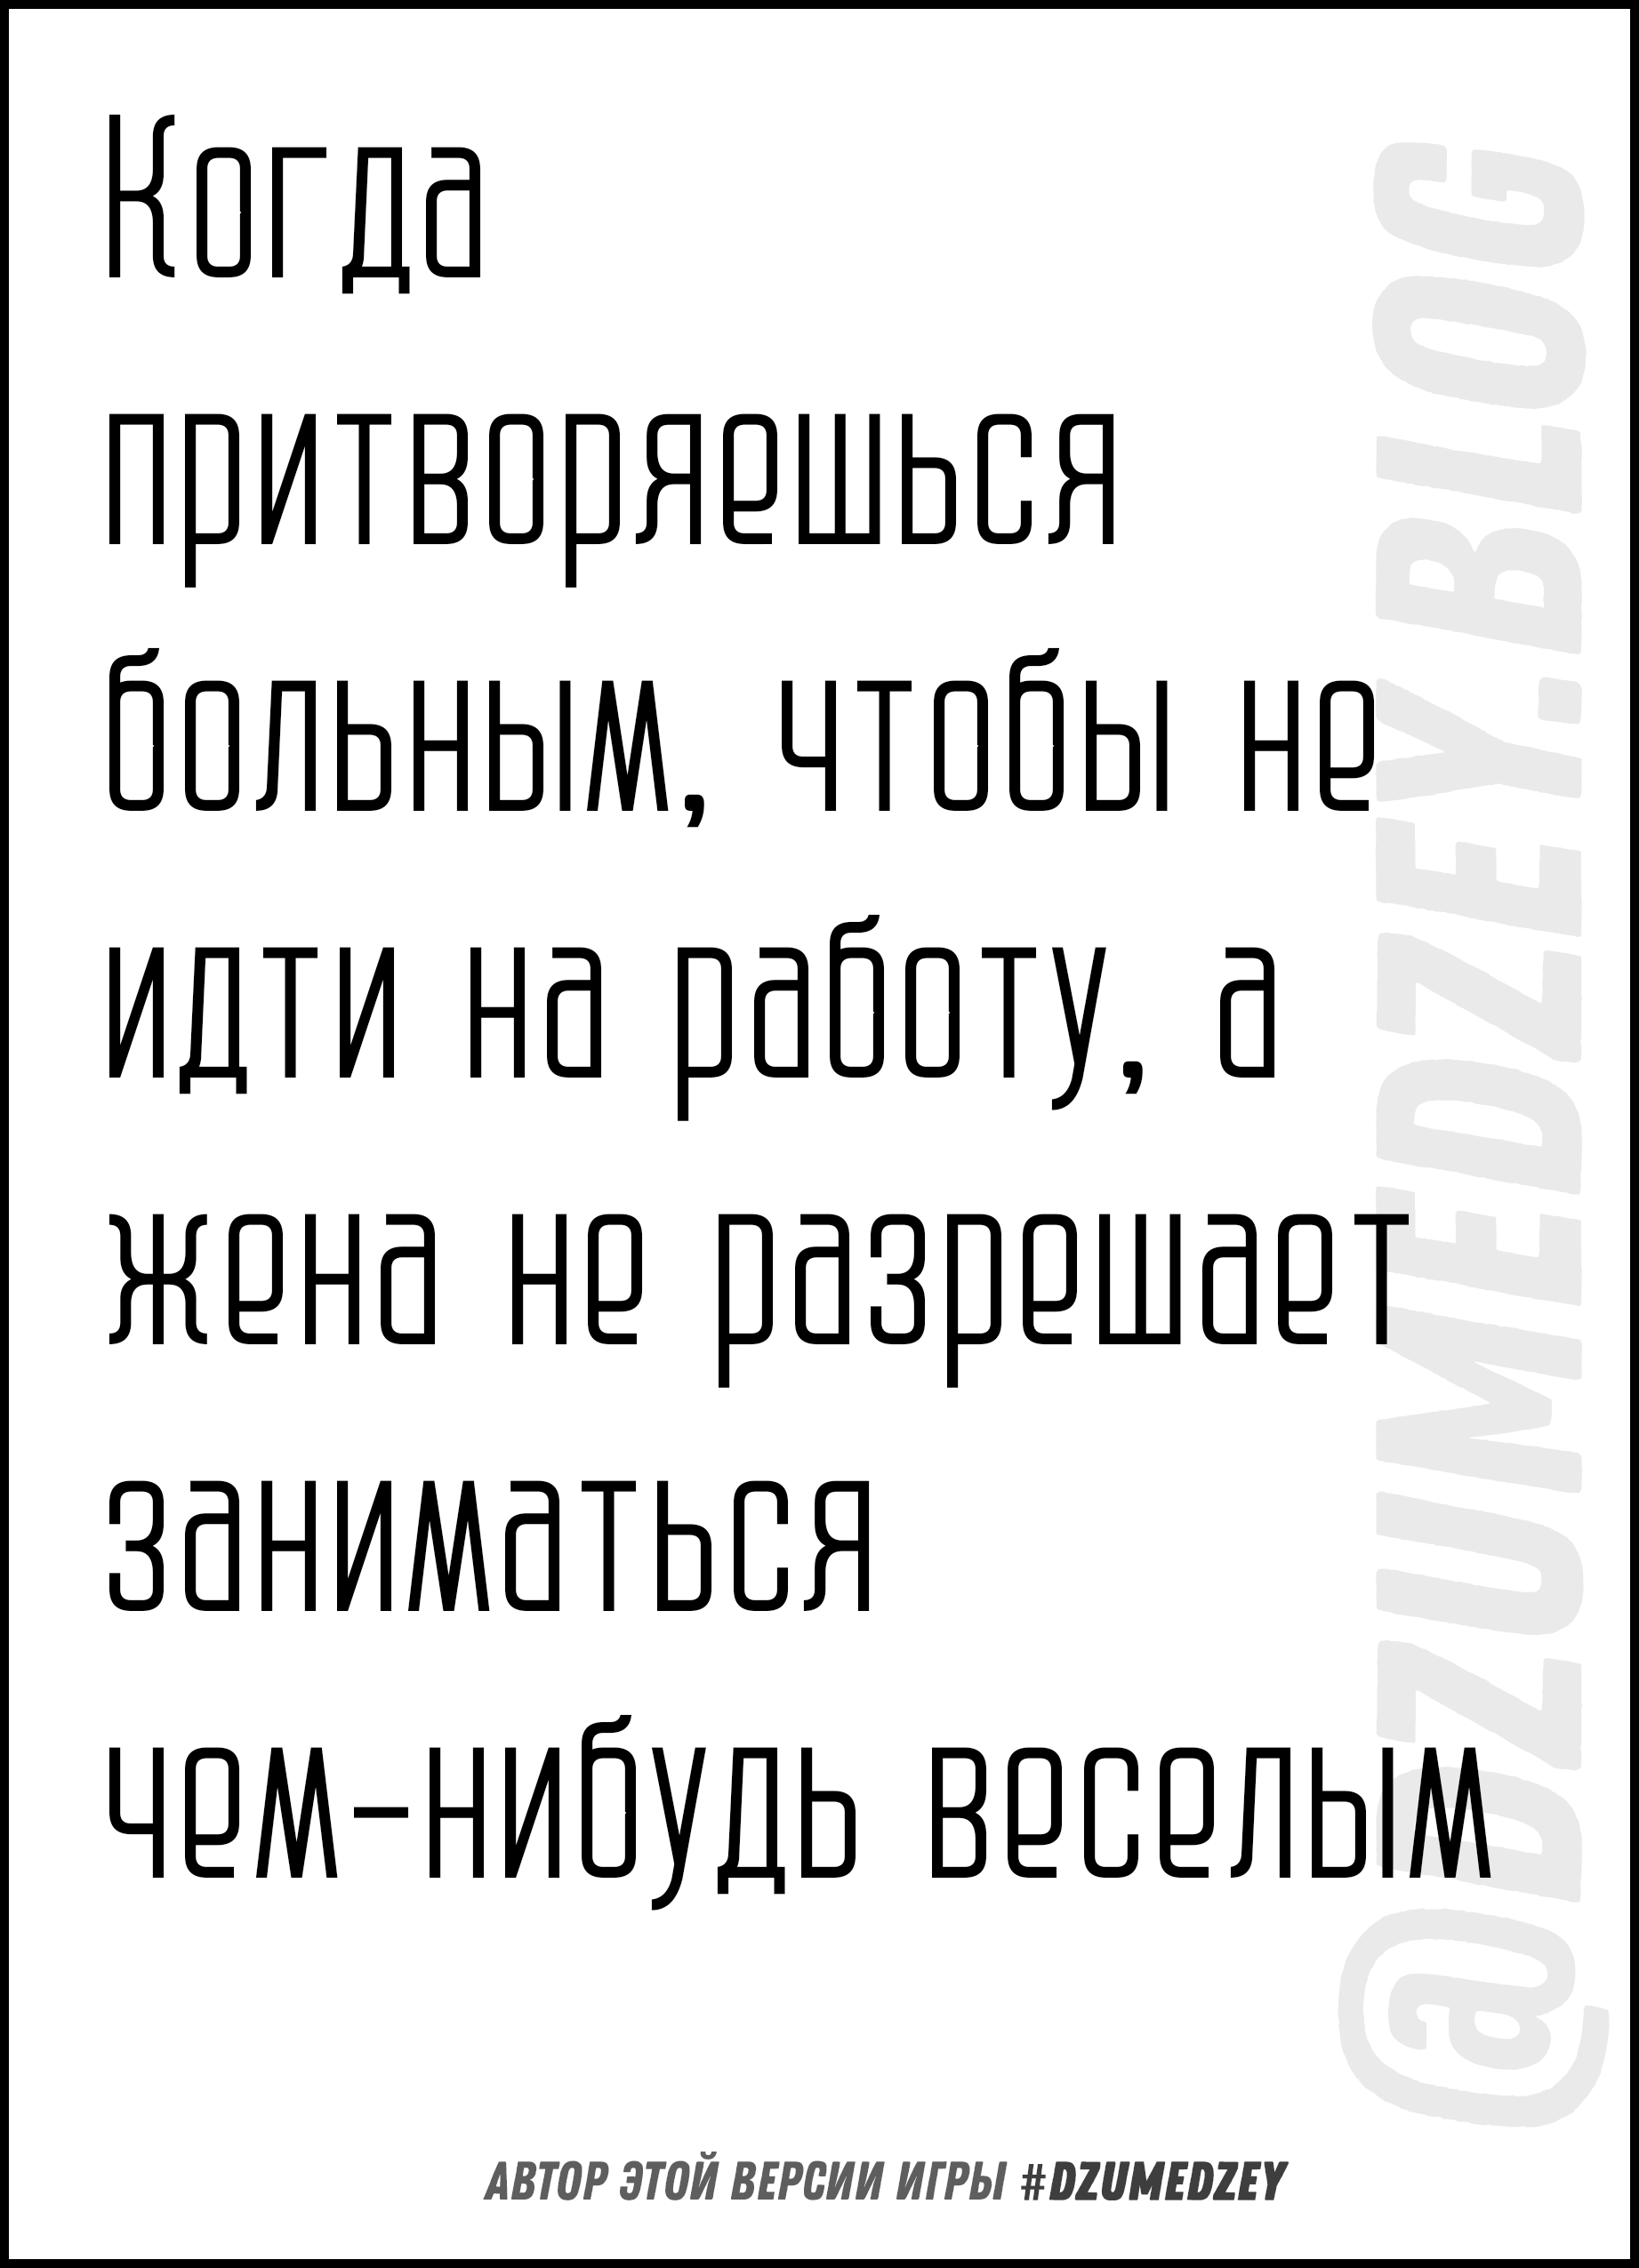 Когда
притворяешься
больным, чтобы не
идти на работу, а
жена не разрешает
заниматься
чем-нибудь веселым
@DZUMEDZEY.BLOG
АВТОР ЭТОЙ ВЕРСИИ ИГРЫ #DZUMEDZEY